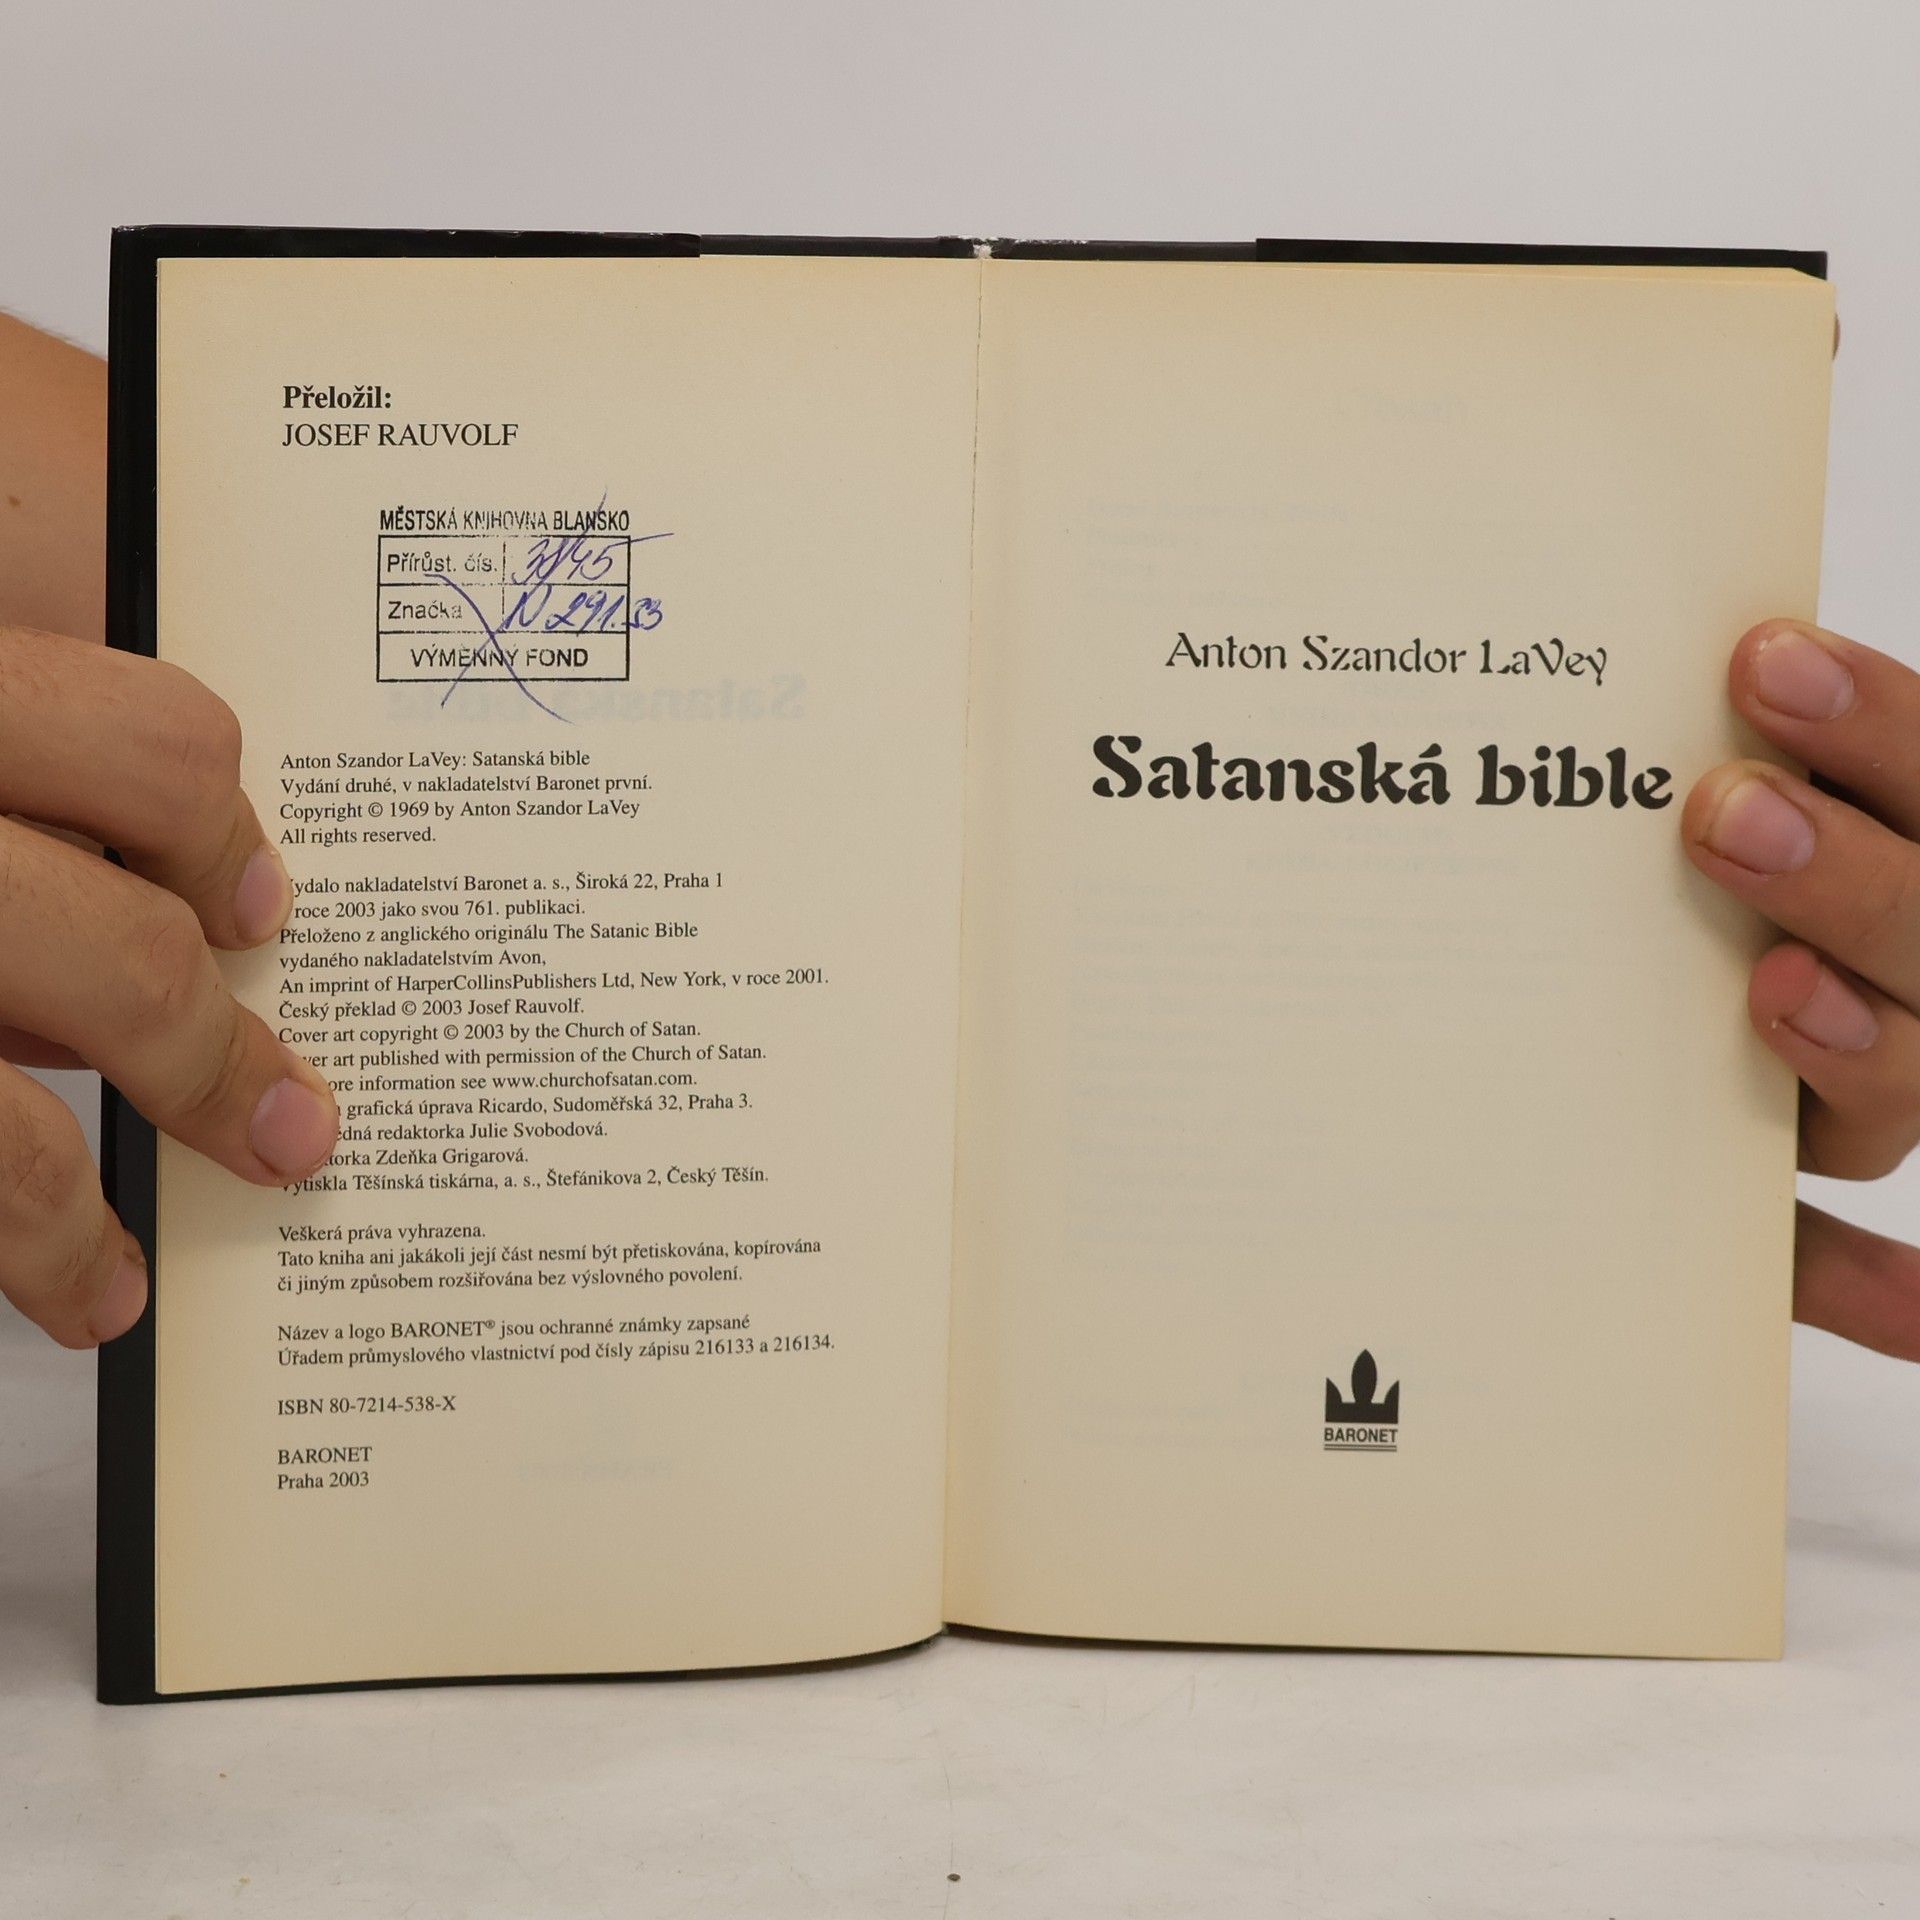 Přeložil:
JOSEF RAUVOLF
MĚSTSKÁ KNIHOVNA BLANSKO
Přírůst. čís. 3845
Značka N 291.33
VÝMĚNNÝ FOND
Anton Szandor LaVey: Satanská bible
Vydání druhé, v nakladatelství Baronet první.
Copyright © 1969 by Anton Szandor LaVey
All rights reserved.
ydalo nakladatelství Baronet a. s., Široká 22, Praha 1
roce 2003 jako svou 761. publikaci.
Přeloženo z anglického originálu The Satanic Bible
vydaného nakladatelstvím Avon,
An imprint of HarperCollinsPublishers Ltd, New York, v roce 2001.
Český překlad © 2003 Josef Rauvolf.
Cover art copyright © 2003 by the Church of Satan.
ver art published with permission of the Church of Satan.
ore information see www.churchofsatan.com.
grafická úprava Ricardo, Sudoměřská 32, Praha 3.
ědná redaktorka Julie Svobodová.
torka Zdeňka Grigarová.
Vytiskla Těšínská tiskárna, a. s., Štefánikova 2, Český Těšín.
Veškerá práva vyhrazena.
Tato kniha ani jakákoli její část nesmí být přetiskována, kopírována
či jiným způsobem rozšiřována bez výslovného povolení.
Název a logo BARONET® jsou ochranné známky zapsané
Úřadem průmyslového vlastnictví pod čísly zápisu 216133 a 216134.
ISBN 80-7214-538-X
BARONET
Praha 2003
Anton Szandor LaVey
Satanská bible
BARONET